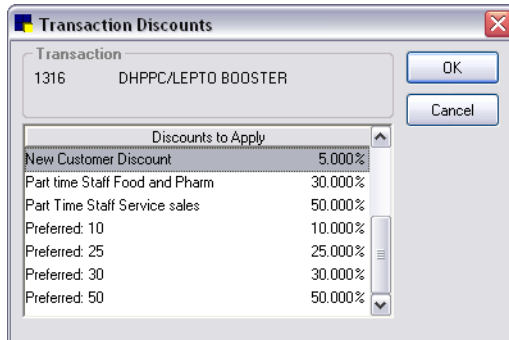 Transaction Discounts
Transaction
1316 DHPPC/LEPTO BOOSTER
OK
Cancel
Discounts to Apply
New Customer Discount 5.000%
Part time Staff Food and Pharm 30.000%
Part Time Staff Service sales 50.000%
Preferred: 10 10.000%
Preferred: 25 25.000%
Preferred: 30 30.000%
Preferred: 50 50.000%